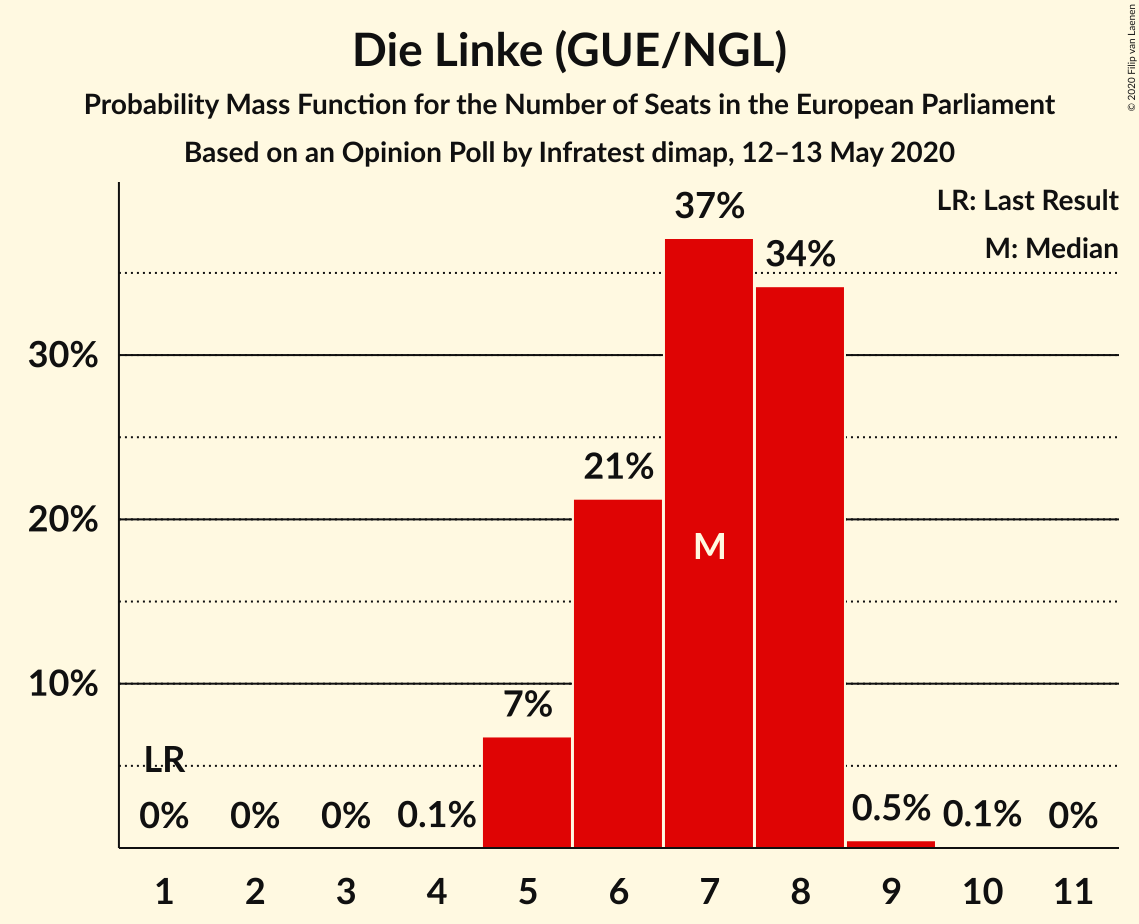 Die Linke (GUE/NGL)
Probability Mass Function for the Number of Seats in the European Parliament
Based on an Opinion Poll by Infratest dimap, 12–13 May 2020
© 2020 Filip van Laenen
LR: Last Result
M: Median
37%
34%
30%
21%
20%
M
10%
7%
LR
0%
0%
0%
0.1%
0.5%
0.1%
0%
1 2 3 4 5 6 7 8 9 10 11